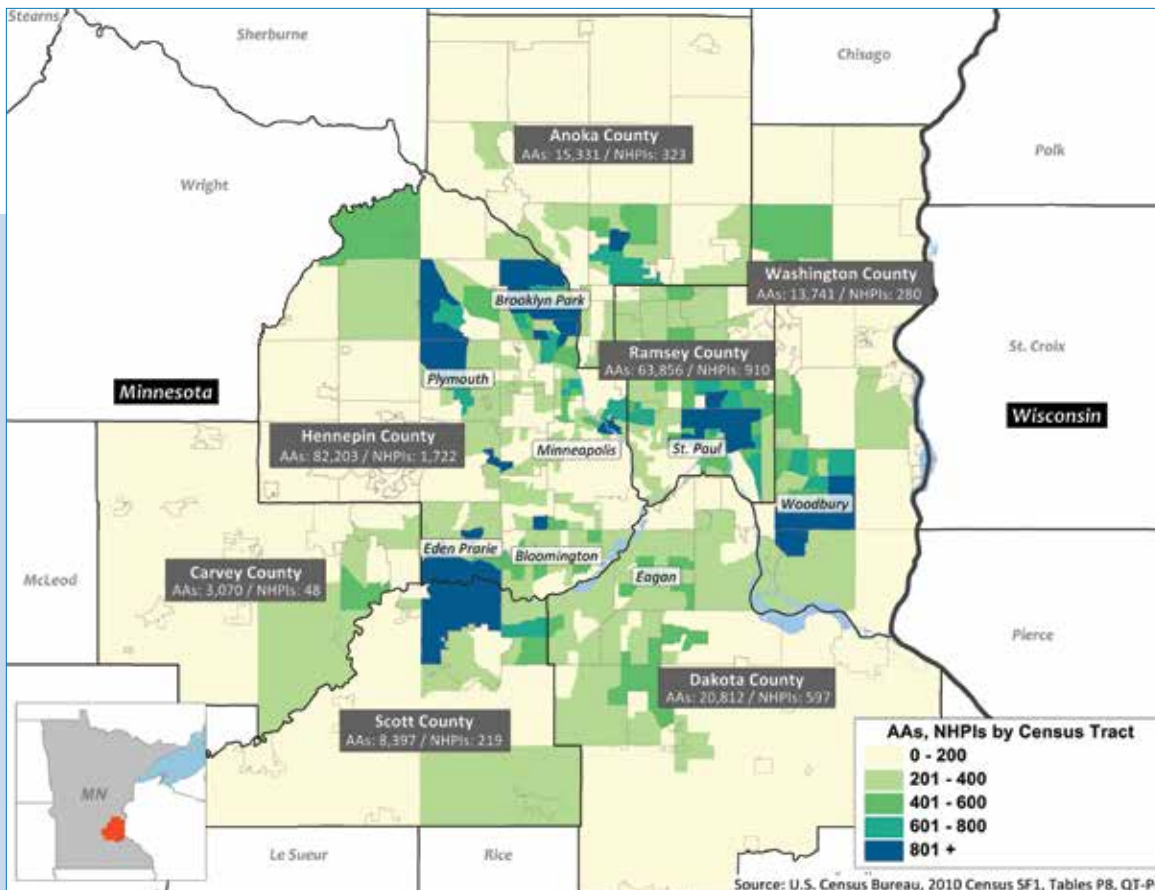 Stearns
Sherburne
Chisago
Anoka County
AAs: 15,331 / NHPIs: 323
Polk
Wright
Washington County
AAs: 13,741 / NHPIs: 280
Brooklyn Park
Ramsey County
AAs: 63,856 / NHPIs: 910
St. Croix
Plymouth
Minnesota
Wisconsin
Hennepin County
AAs: 82,203 / NHPIs: 1,722
Minneapolis
St. Paul
Woodbury
Eden Prarie
Bloomington
Eagan
McLeod
Carvey County
AAs: 3,070 / NHPIs: 48
Pierce
Dakota County
AAs: 20,812 / NHPIs: 597
Scott County
AAs: 8,397 / NHPIs: 219
AAs, NHPIs by Census Tract
0 - 200
201 - 400
401 - 600
601 - 800
801 +
MN
Le Sueur
Rice
Source: U.S. Census Bureau, 2010 Census SF1, Tables P8, QT-P